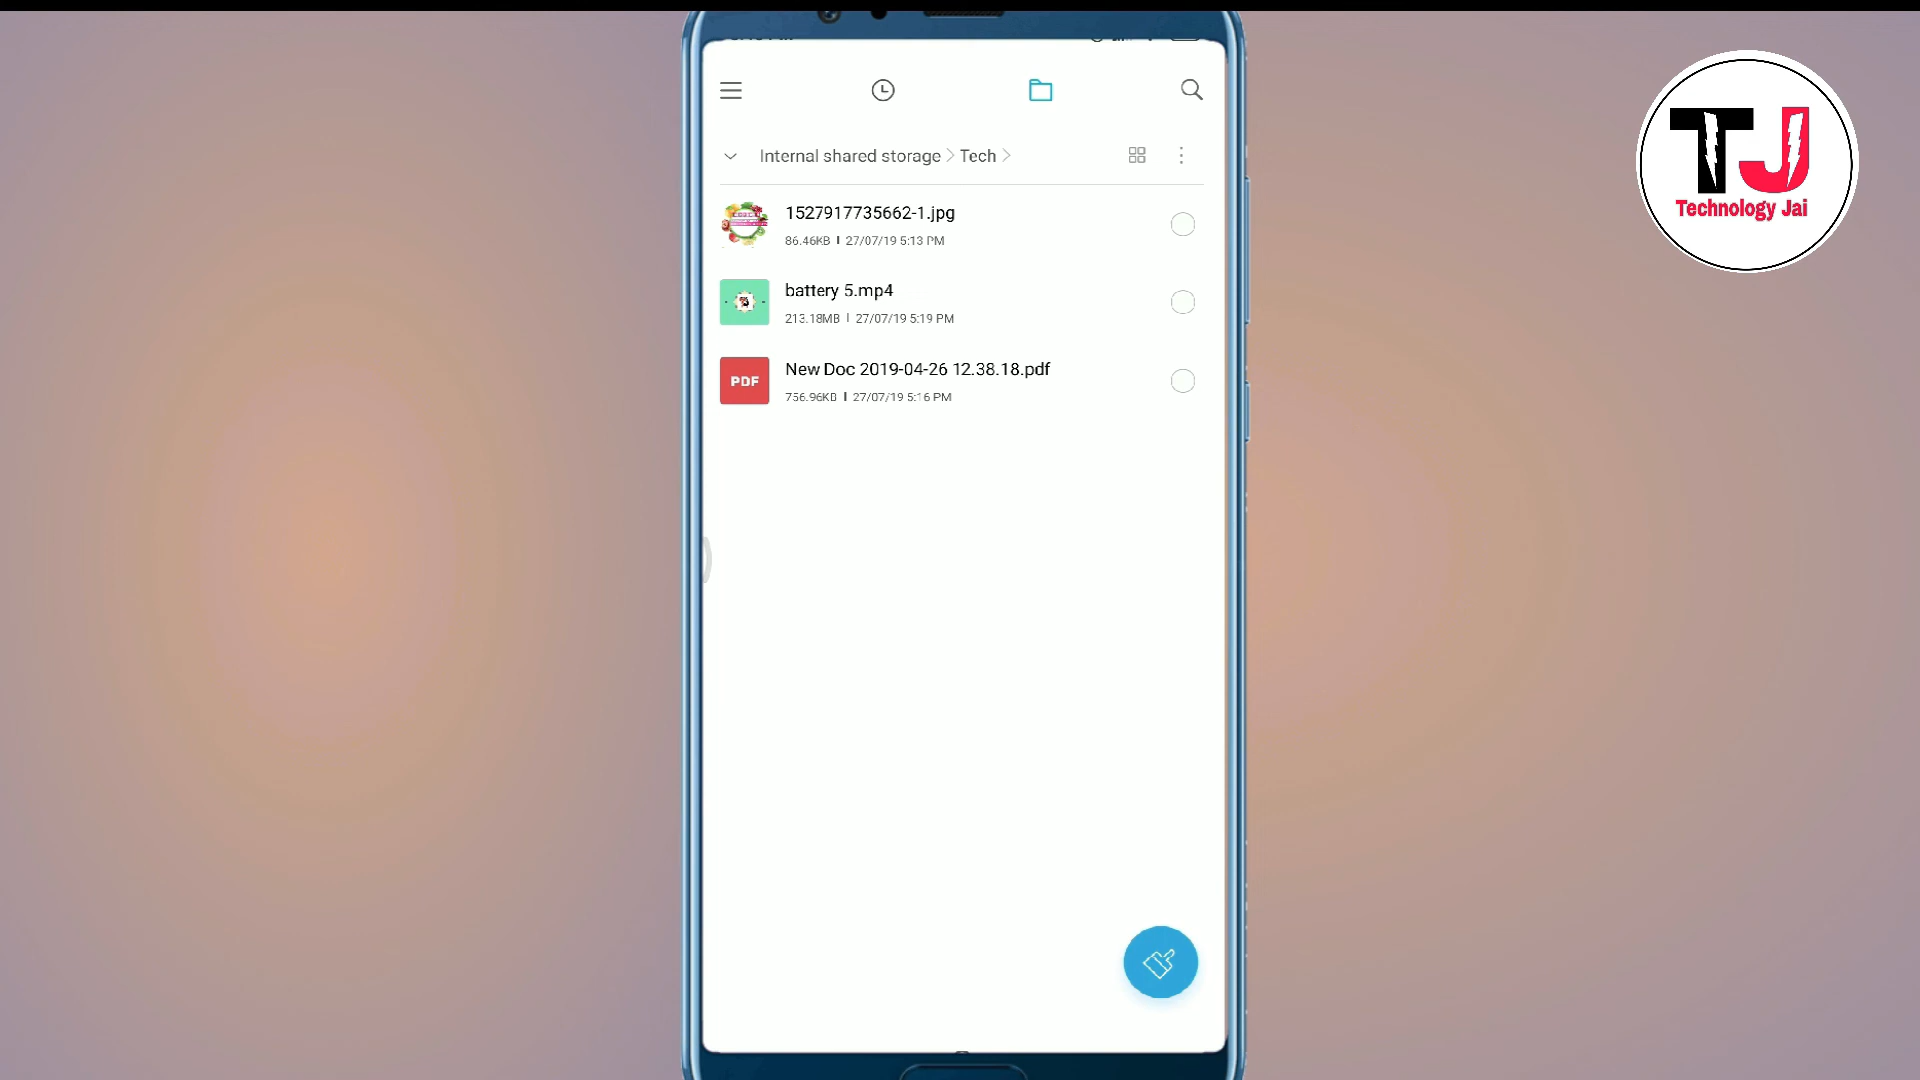 Internal shared storage > Tech >
1527917735662-1.jpg
86.46KB | 27/07/19 5:13 PM
battery 5.mp4
213.18MB | 27/07/19 5:19 PM
PDF
New Doc 2019-04-26 12.38.18.pdf
756.96KB | 27/07/19 5:16 PM
TJ
Technology Jai